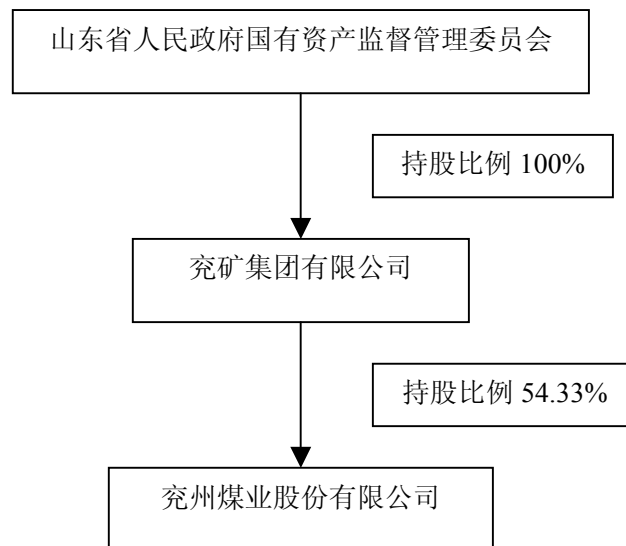 山东省人民政府国有资产监督管理委员会
持股比例 100%
兖矿集团有限公司
持股比例 54.33%
兖州煤业股份有限公司